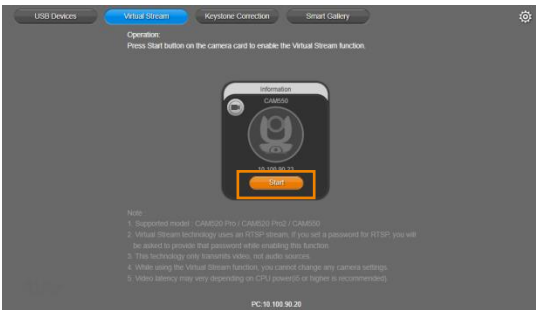 USB Devices
Virtual Stream
Keystone Correction
Smart Gallery
Operation:
Press Start button on the camera card to enable the Virtual Stream function.
Information
CAM550
10.100.90.22
Start
Note
1. Supported model : CAM520 Pro / CAM520 Pro2 / CAM550
2. Virtual Stream technology uses an RTSP stream, if you set a password for RTSP, you will
be asked to provide that password while enabling this function.
3. This technology only transmits video, not audio sources.
4. While using the Virtual Stream function, you cannot change any camera settings.
5. Video latency may vary depending on CPU power(i5 or higher is recommended).
PC:10.100.90.20